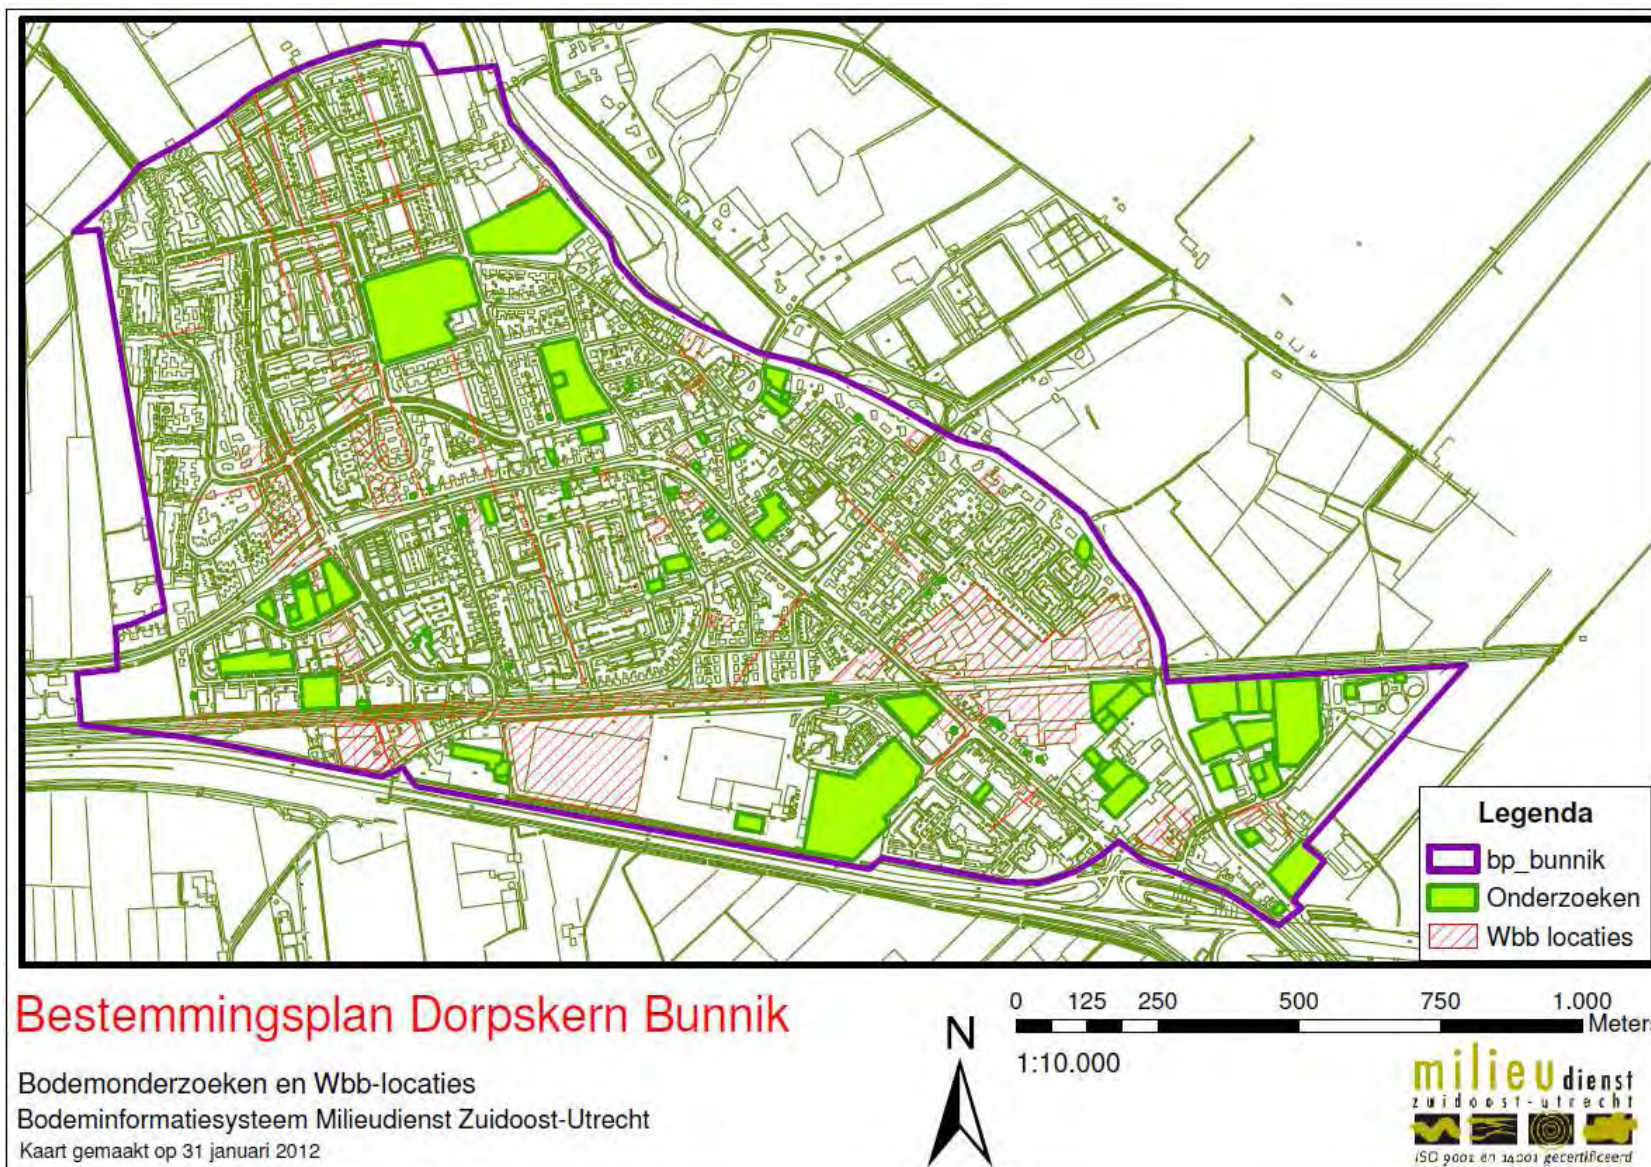 Legenda
bp_bunnik
Onderzoeken
Wbb locaties
Bestemmingsplan Dorpskern Bunnik
Bodemonderzoeken en Wbb-locaties
Bodeminformatiesysteem Milieudienst Zuidoost-Utrecht
Kaart gemaakt op 31 januari 2012
N
0 125 250 500 750 1.000
Meters
1:10.000
milieudienst
zuidoost-utrecht
ISO 9001 en 14001 gecertificeerd